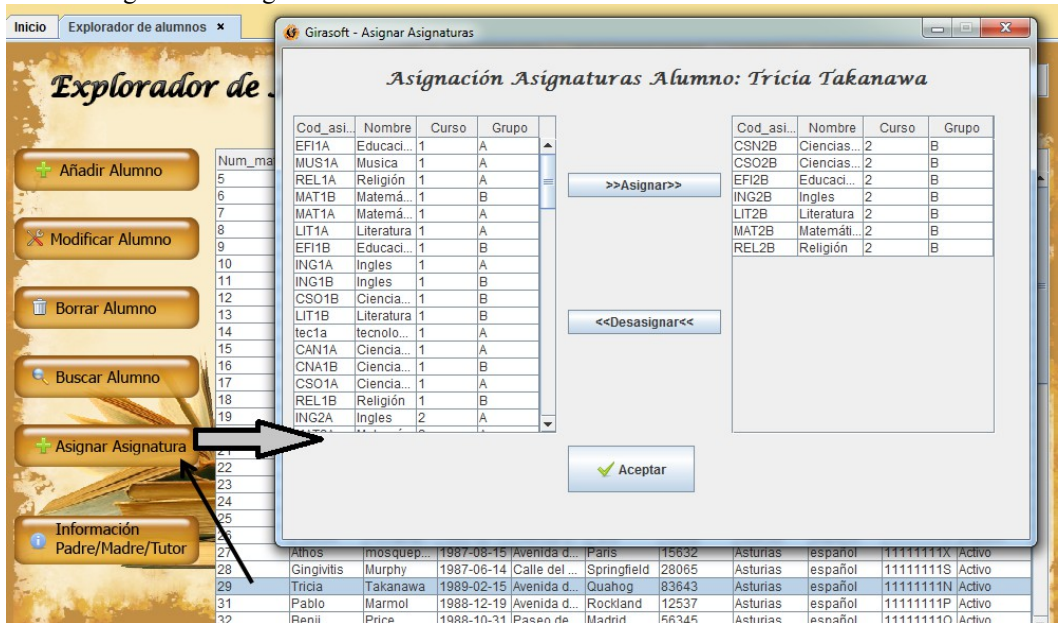 Inicio Explorador de alumnos ×
Girasoft - Asignar Asignaturas
Explorador de
Asignación Asignaturas Alumno: Tricia Takanawa
Añadir Alumno
Modificar Alumno
Borrar Alumno
Buscar Alumno
Asignar Asignatura
Información
Padre/Madre/Tutor
Cod_asi... Nombre Curso Grupo
EFI1A Educaci... 1 A
MUS1A Musica 1 A
REL1A Religión 1 A
MAT1B Matemá... 1 B
MAT1A Matemá... 1 A
LIT1A Literatura 1 A
EFI1B Educaci... 1 B
ING1A Ingles 1 A
ING1B Ingles 1 B
CSO1B Ciencia... 1 B
LIT1B Literatura 1 B
tec1a tecnolo... 1 A
CAN1A Ciencia... 1 A
CNA1B Ciencia... 1 B
CSO1A Ciencia... 1 A
REL1B Religión 1 B
ING2A Ingles 2 A
>>Asignar>>
<<Desasignar<<
Aceptar
Cod_asi... Nombre Curso Grupo
CSN2B Ciencias... 2 B
CSO2B Ciencias... 2 B
EFI2B Educaci... 2 B
ING2B Ingles 2 B
LIT2B Literatura 2 B
MAT2B Matemáti... 2 B
REL2B Religión 2 B
Num_ma
5
6
7
8
9
10
11
12
13
14
15
16
17
18
19
21
22
23
24
25
26
27 Athos mosquep... 1987-08-15 Avenida d... Paris 15632 Asturias español 11111111X Activo
28 Gingivitis Murphy 1987-06-14 Calle del ... Springfield 28065 Asturias español 11111111S Activo
29 Tricia Takanawa 1989-02-15 Avenida d... Quahog 83643 Asturias español 11111111N Activo
31 Pablo Marmol 1988-12-19 Avenida d... Rockland 12537 Asturias español 11111111P Activo
32 Benji Price 1988-10-31 Paseo de ... Madrid 56345 Asturias español 11111111O Activo